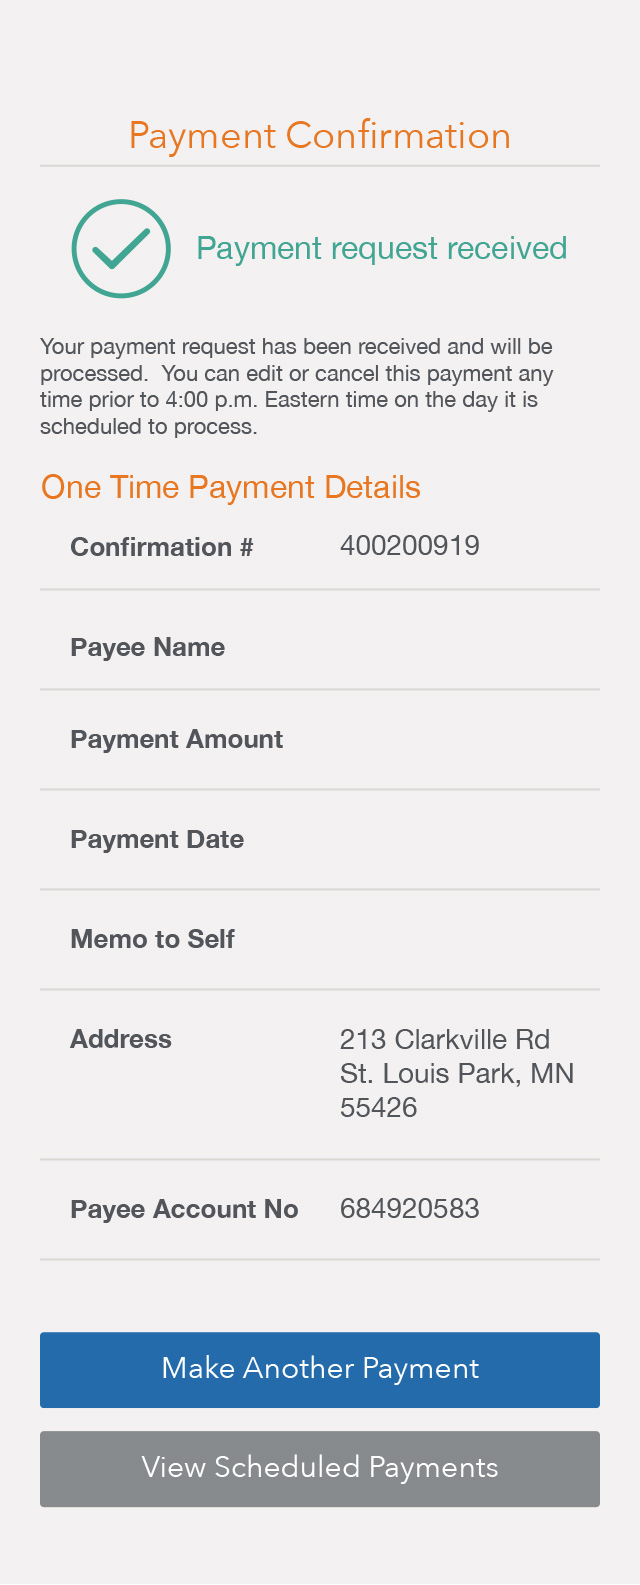 Payment Confirmation
Payment request received
Your payment request has been received and will be
processed.  You can edit or cancel this payment any
time prior to 4:00 p.m. Eastern time on the day it is
scheduled to process.
One Time Payment Details
Confirmation # 400200919
Payee Name
Payment Amount
Payment Date
Memo to Self
Address 213 Clarkville Rd
St. Louis Park, MN
55426
Payee Account No 684920583
Make Another Payment
View Scheduled Payments